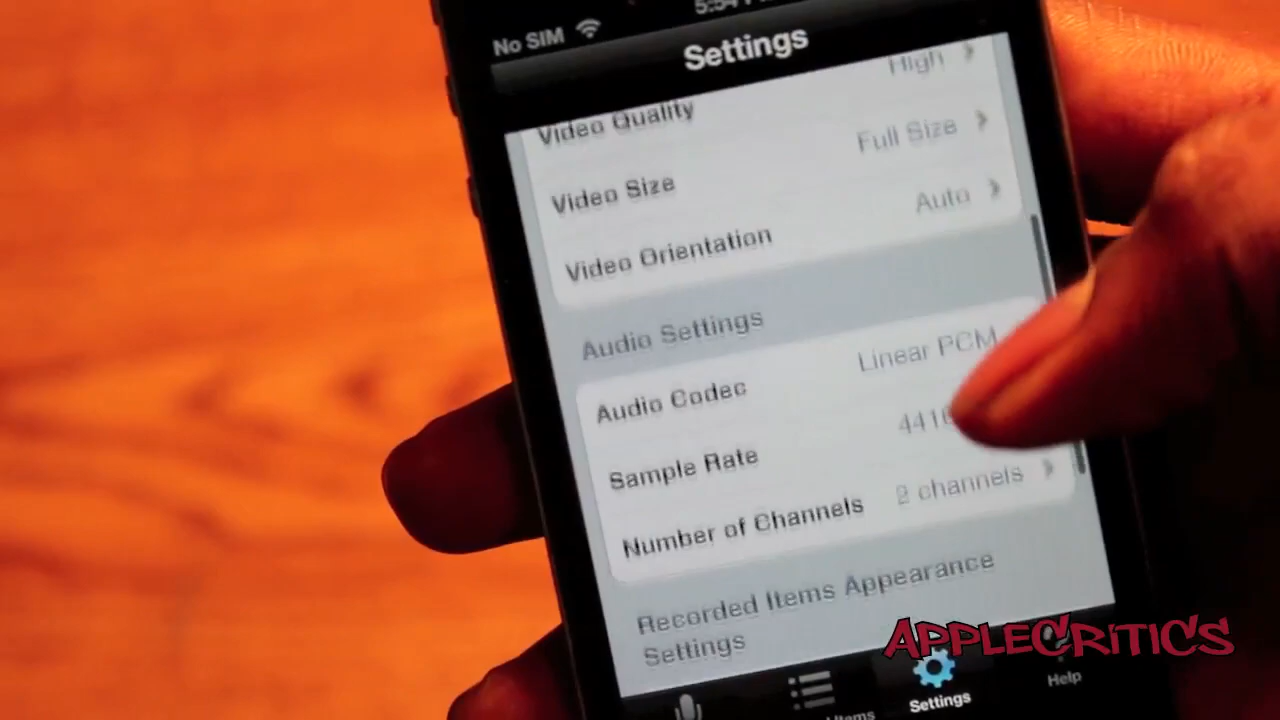 No SIM
Settings
High
Video Quality
Full Size
Video Size
Auto
Video Orientation
Audio Settings
Linear PCM
Audio Codec
Sample Rate
2 channels
Number of Channels
Recorded Items Appearance
Settings
APPLECRITICS
Items
Settings
Help